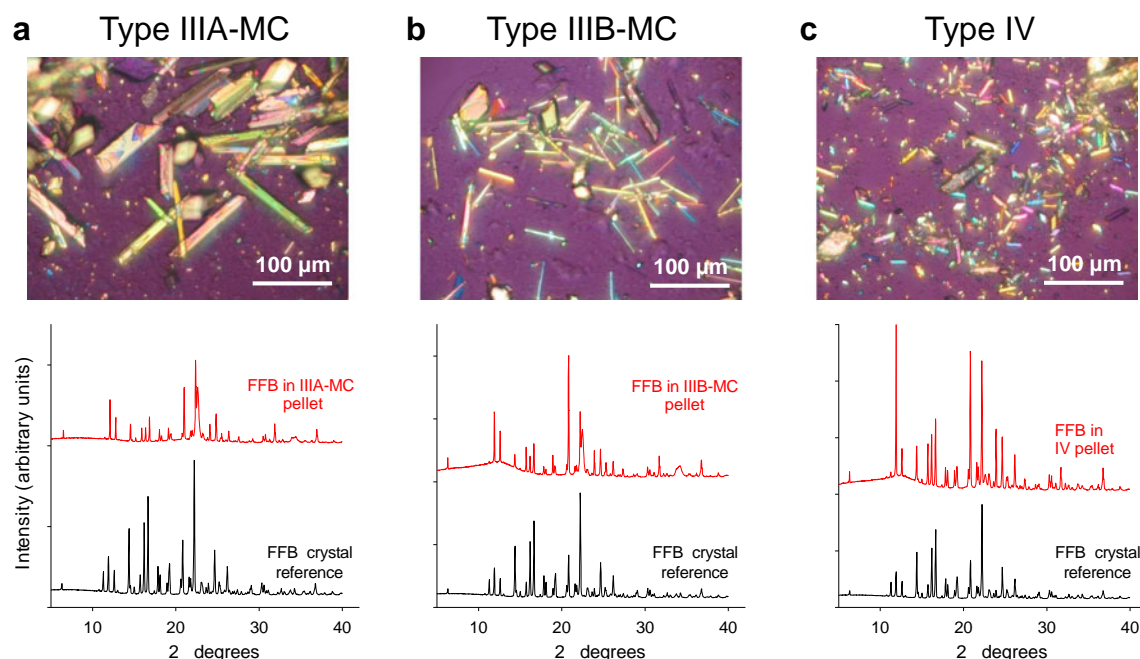 a Type IIIA-MC
b Type IIIB-MC
c Type IV
100 µm
100 µm
100 µm
Intensity (arbitrary units)
FFB in IIIA-MC
pellet
FFB crystal
reference
10 20 30 40
2 degrees
FFB in IIIB-MC
pellet
FFB crystal
reference
10 20 30 40
2 degrees
FFB in
IV pellet
FFB crystal
reference
10 20 30 40
2 degrees